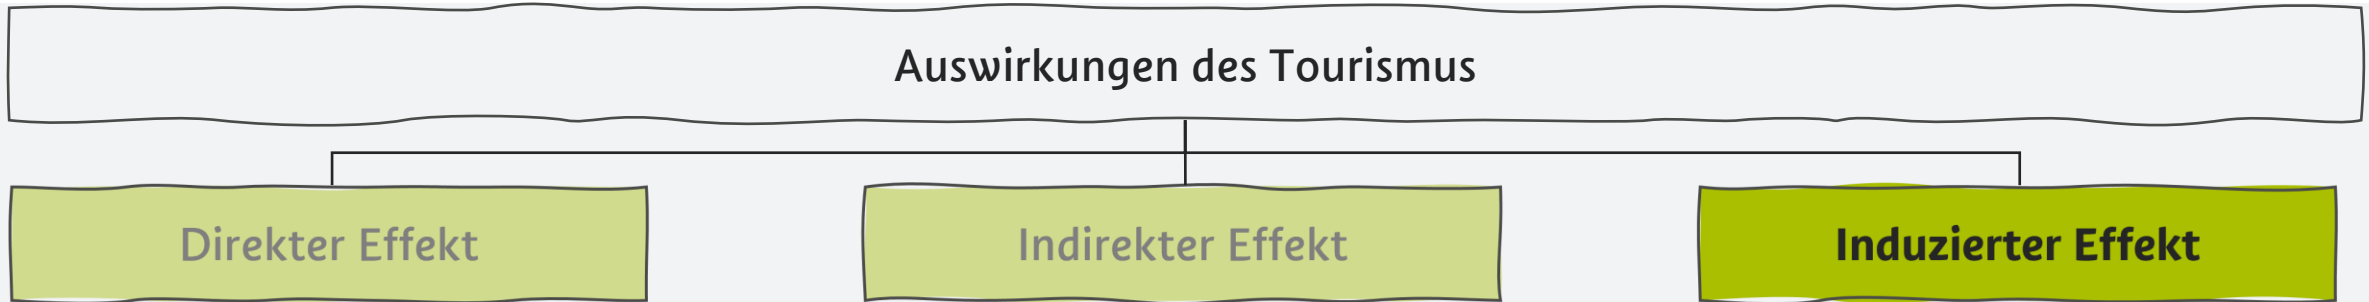 Auswirkungen des Tourismus
Direkter Effekt
Indirekter Effekt
Induzierter Effekt